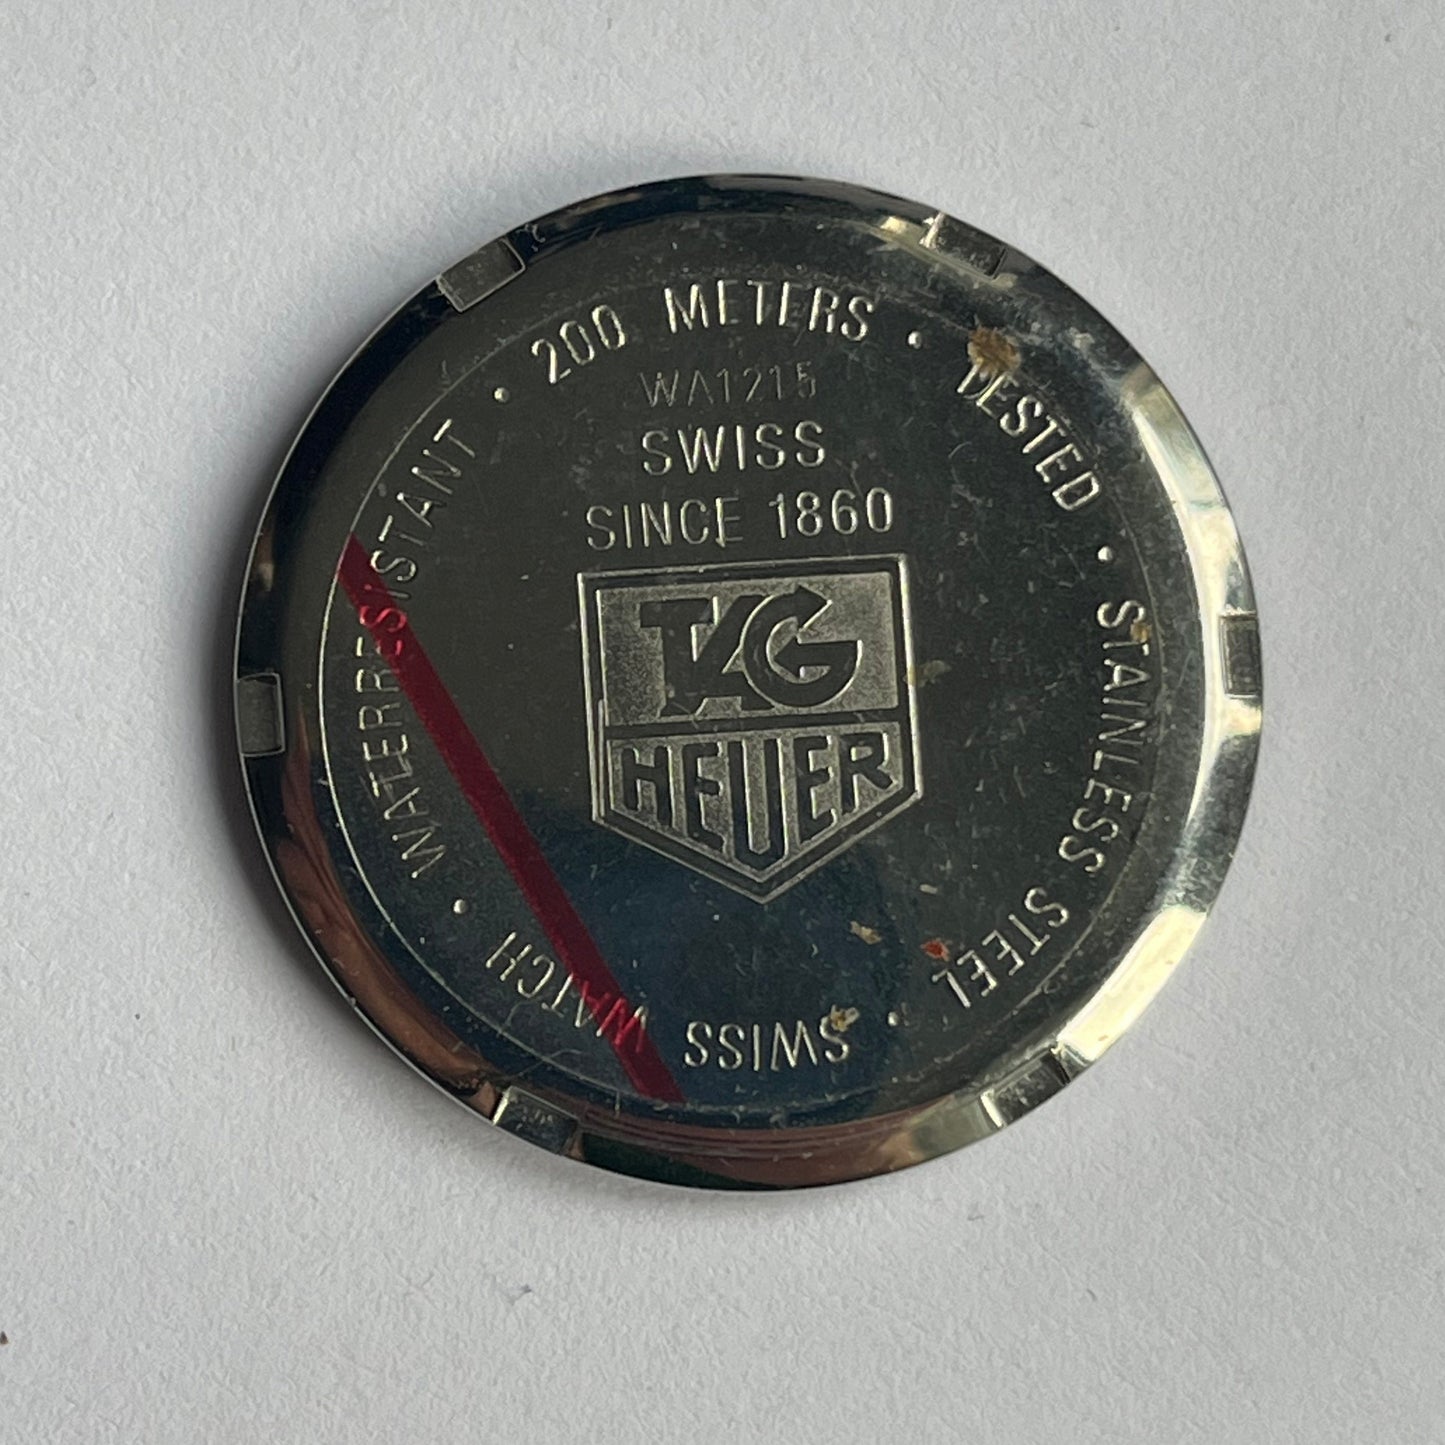 WATERRESISTANT · 200 METERS · TESTED · STAINLESS STEEL · SWISS WATCH ·
WA1215
SWISS
SINCE 1860
TAG
HEUER